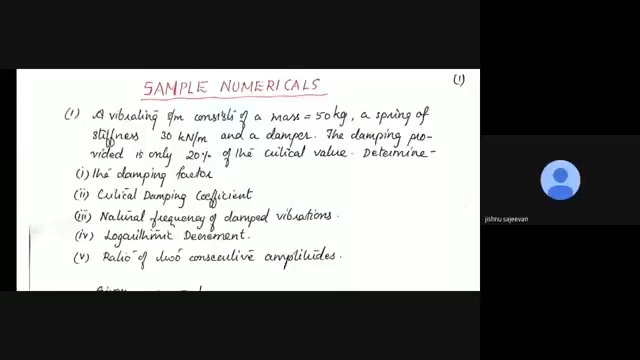 (1)
SAMPLE NUMERICALS
(1) A vibrating s/m consists of a mass = 50kg, a spring of
stiffness 30 kN/m and a damper. The damping pro-
vided is only 20% of the critical value. Determine-
(i) the damping factor
(ii) Critical Damping Coefficient
(iii) Natural frequency of damped vibrations.
(iv) Logarithmic Decrement.
(v) Ratio of two consecutive amplitudes.
jishnu sajeevan